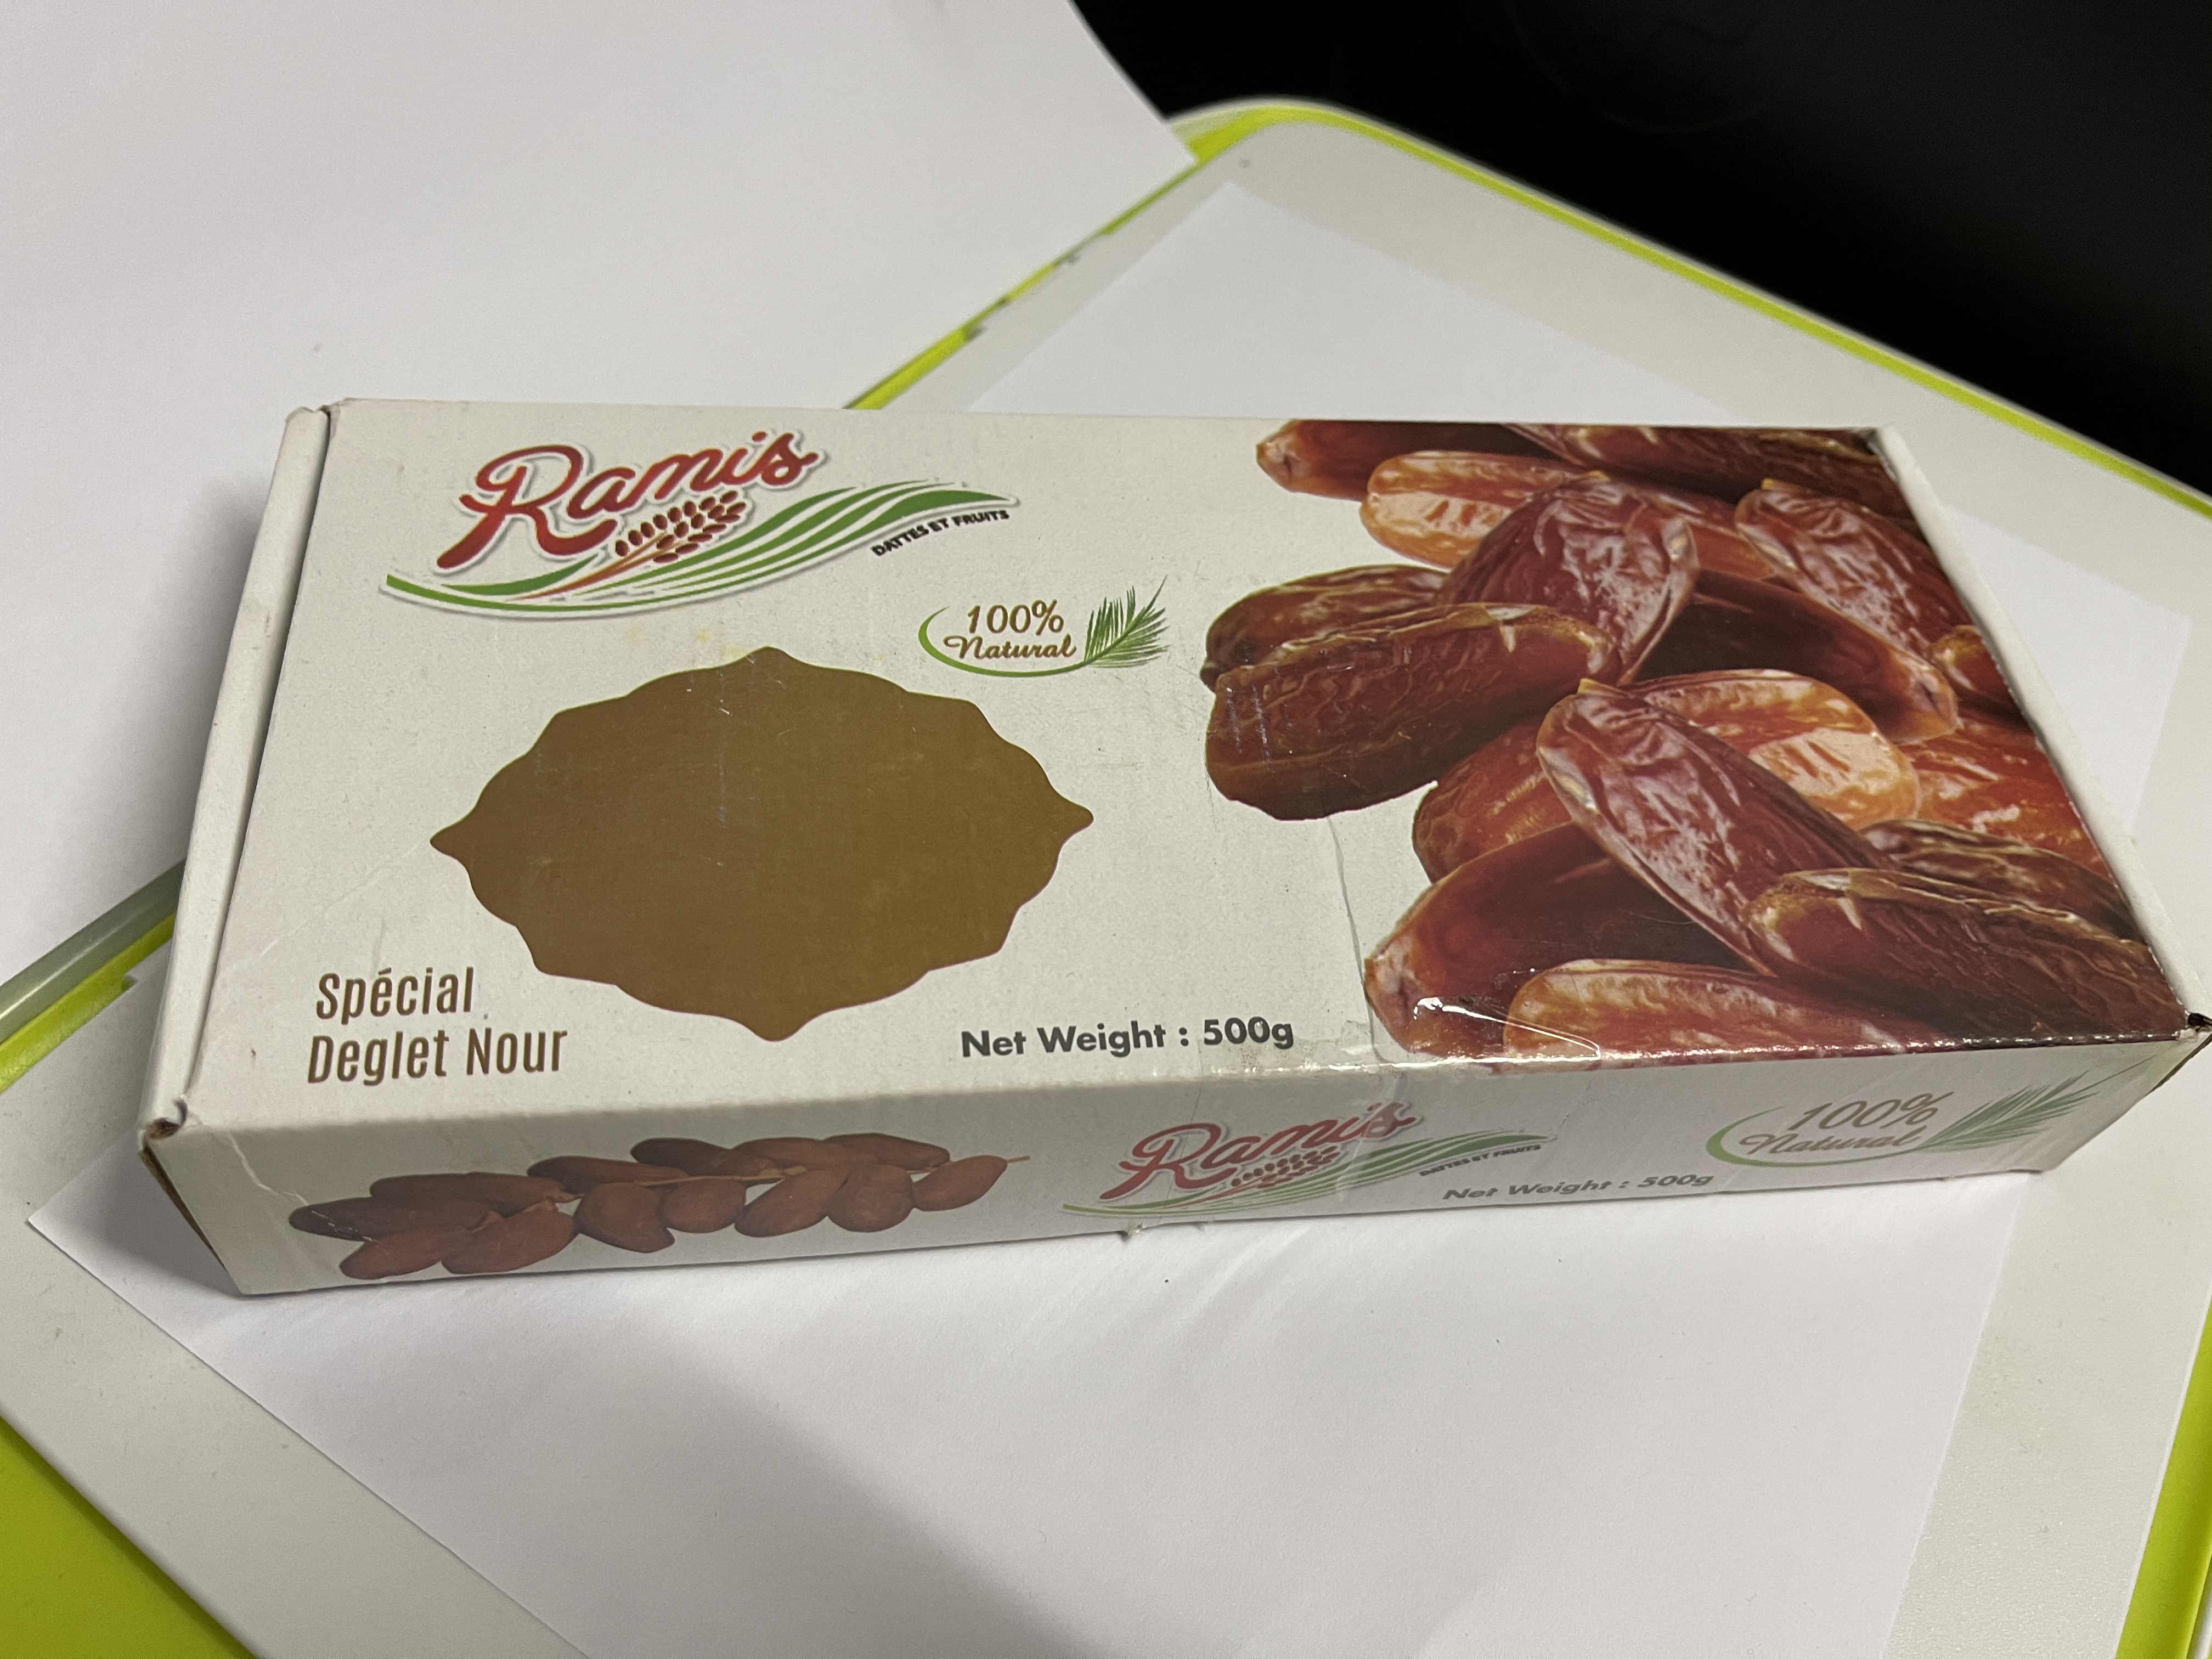 Ramis
DATTES ET FRUITS
100%
Natural
Spécial
Deglet Nour
Net Weight : 500g
Ramis
DATTES ET FRUITS
Net Weight : 500g
100%
Natural